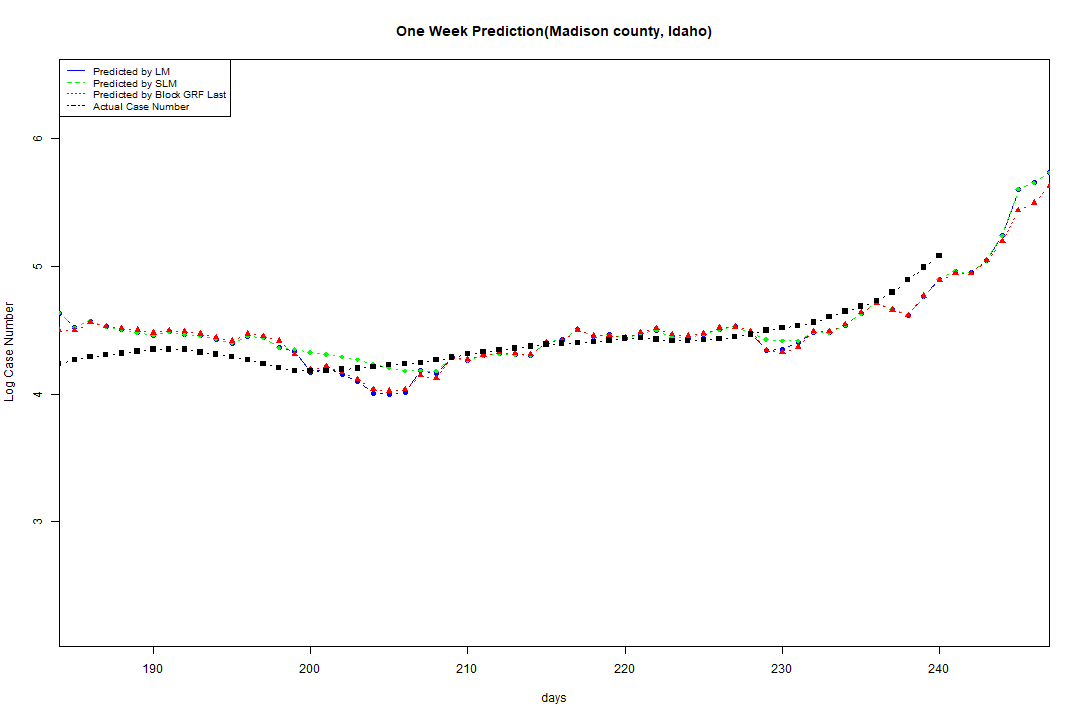 One Week Prediction(Madison county, Idaho)
Predicted by LM
Predicted by SLM
Predicted by Block GRF Last
Actual Case Number
6
5
4
3
Log Case Number
190 200 210 220 230 240
days